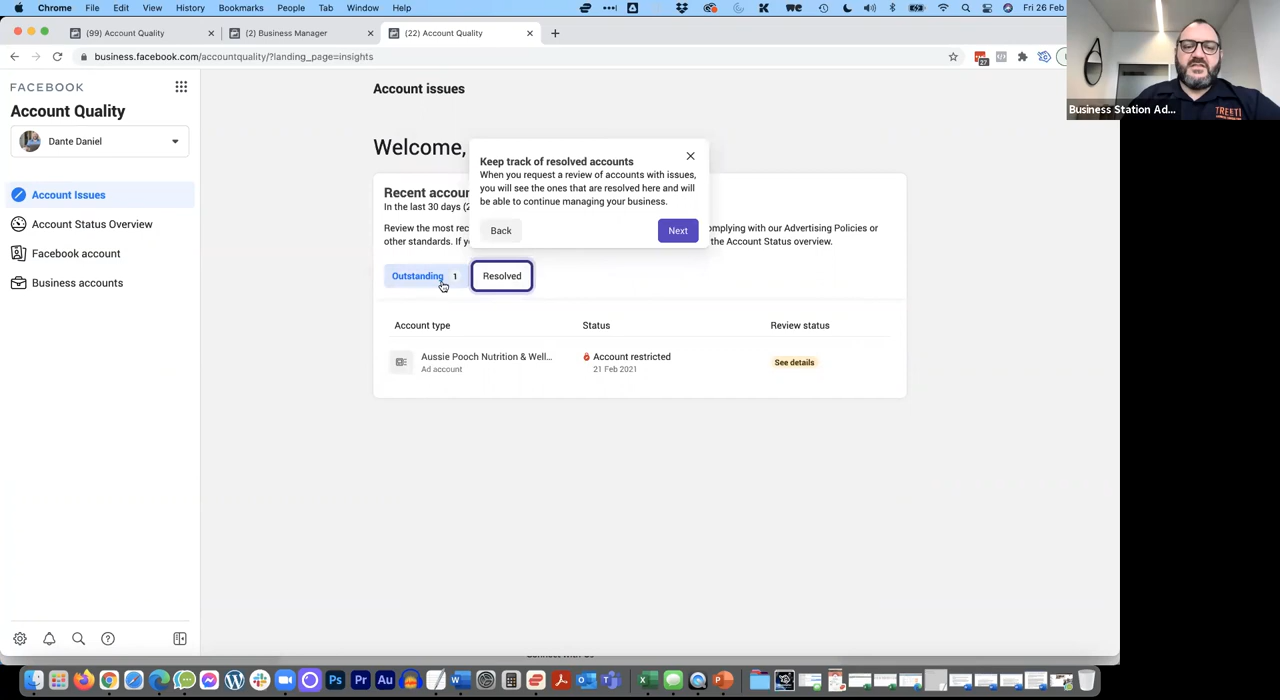 Chrome File Edit View History Bookmarks People Tab Window Help
Fri 26 Feb
(99) Account Quality
(2) Business Manager
(22) Account Quality
business.facebook.com/accountquality/?landing_page=insights
27
FACEBOOK
Account Quality
Dante Daniel
Account Issues
Account Status Overview
Facebook account
Business accounts
Account issues
Welcome,
Keep track of resolved accounts
When you request a review of accounts with issues,
you will see the ones that are resolved here and will
be able to continue managing your business.
Back
Next
Recent accour
In the last 30 days (2
Review the most rec
omplying with our Advertising Policies or
other standards. If y
the Account Status overview.
Outstanding 1
Resolved
Account type
Status
Review status
Aussie Pooch Nutrition & Well...
Ad account
Account restricted
21 Feb 2021
See details
Business Station Ad...
TREETI